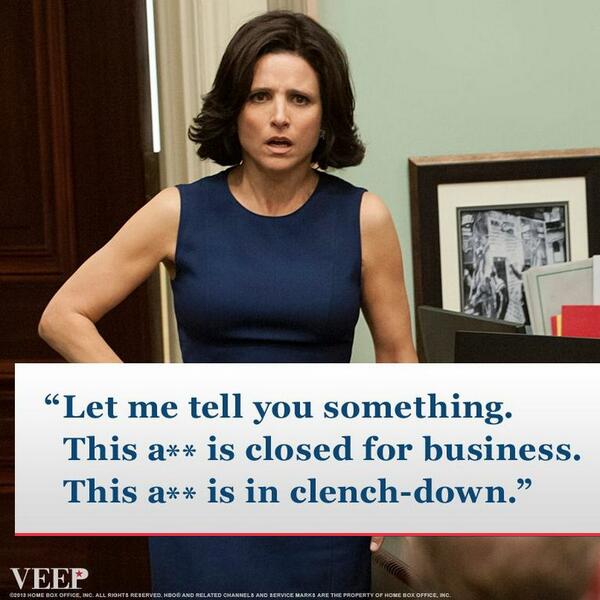 “Let me tell you something.
This a** is closed for business.
This a** is in clench-down.”
VEEP
©2013 HOME BOX OFFICE, INC. ALL RIGHTS RESERVED. HBO® AND RELATED CHANNELS AND SERVICE MARKS ARE THE PROPERTY OF HOME BOX OFFICE, INC.